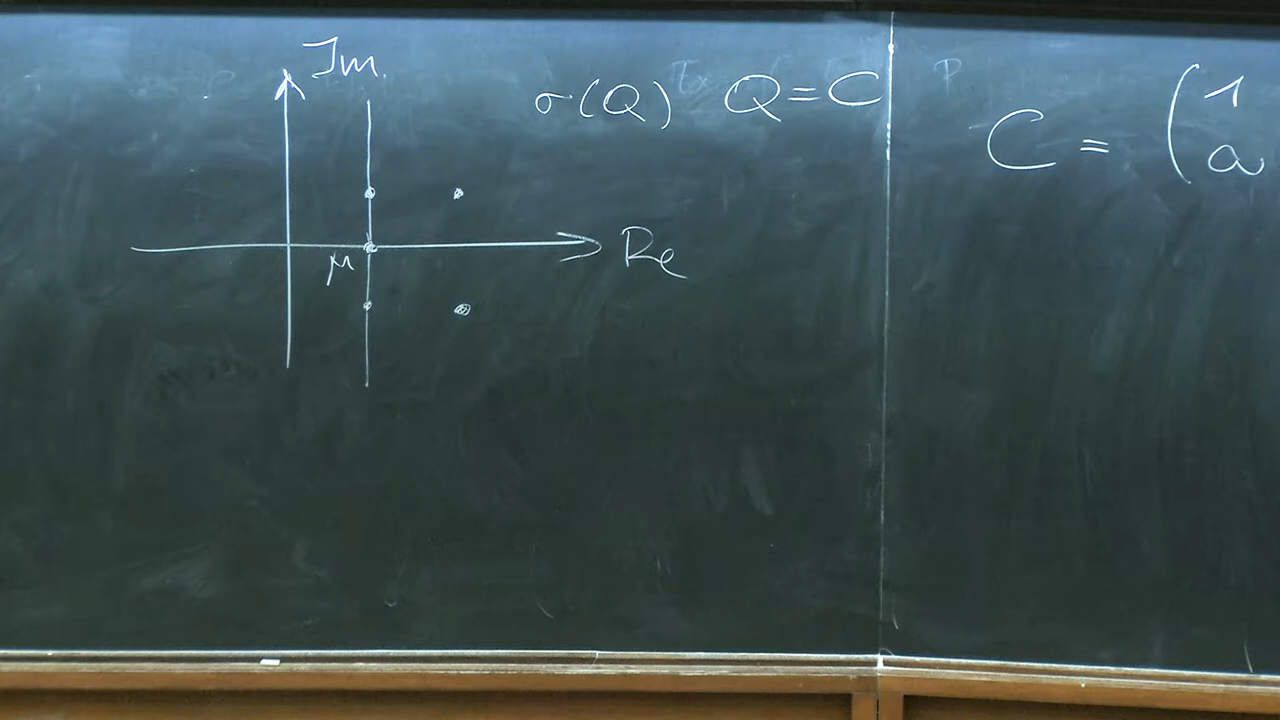 Im
σ(Q) Q=C
μ
Re
C = ( 1
a